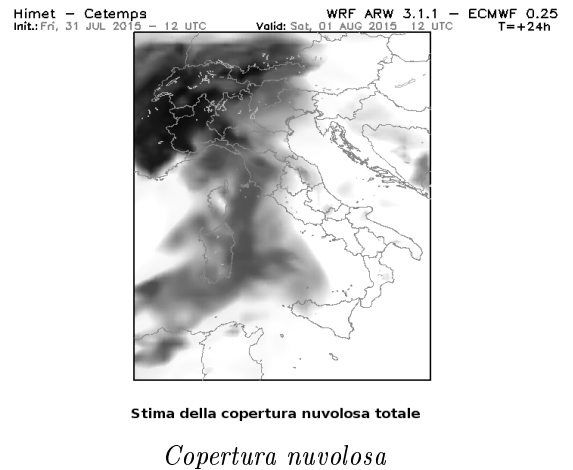 Himet – Cetemps WRF ARW 3.1.1 – ECMWF 0.25
Init.: Fri, 31 JUL 2015 – 12 UTC Valid: Sat, 01 AUG 2015 12 UTC T=+24h
Stima della copertura nuvolosa totale
Copertura nuvolosa